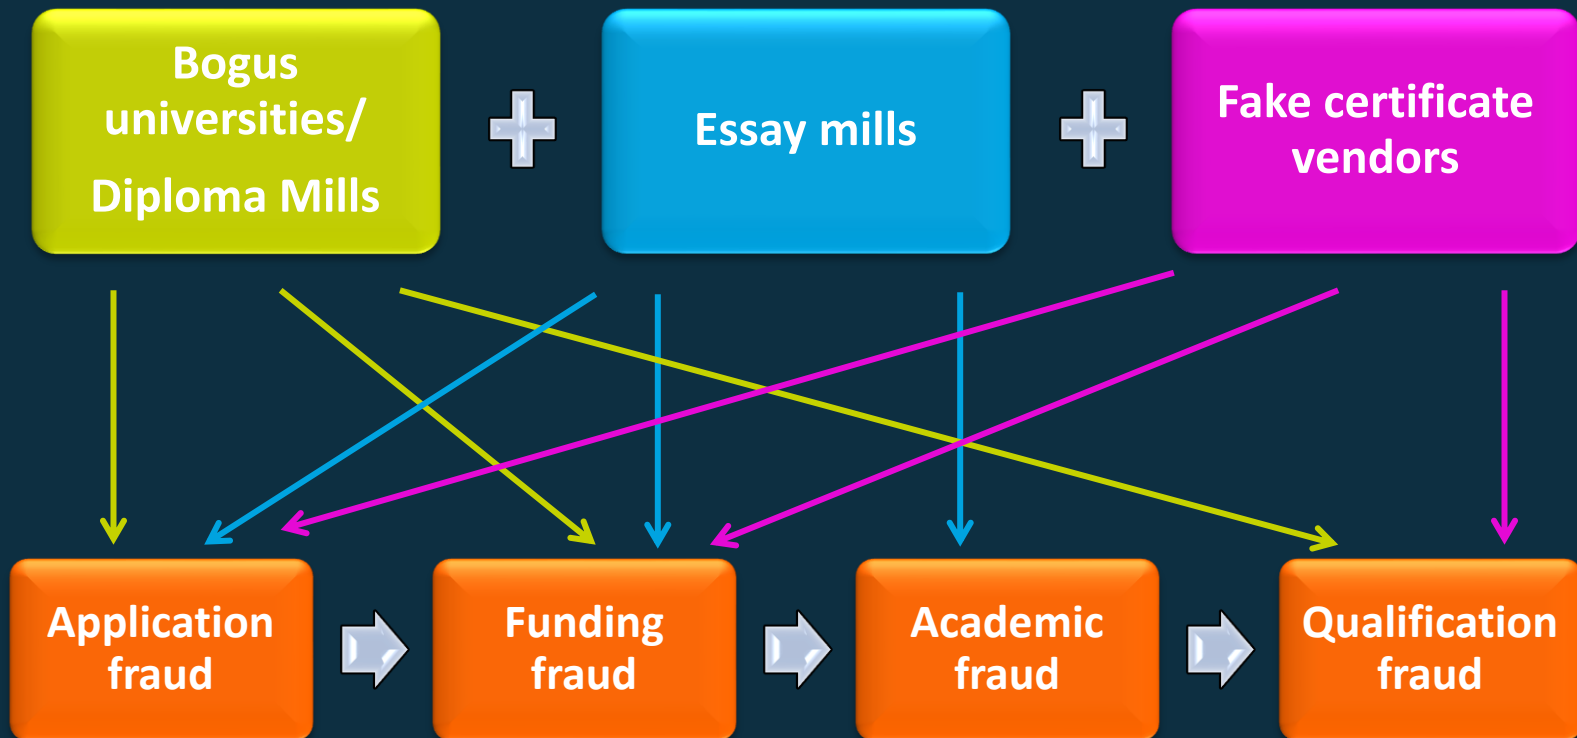 Bogus
universities/
Diploma Mills
Essay mills
Fake certificate
vendors
Application
fraud
Funding
fraud
Academic
fraud
Qualification
fraud